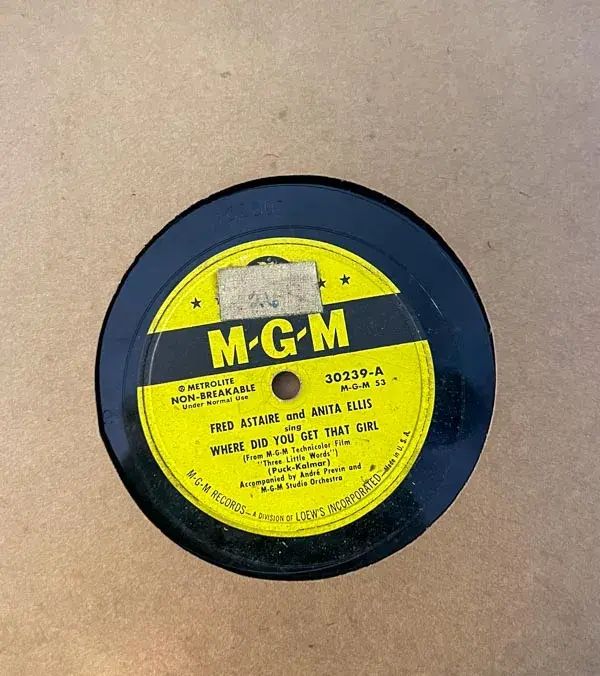 M-G-M
Ⓡ METROLITE
NON-BREAKABLE
Under Normal Use
30239-A
M-G-M 53
FRED ASTAIRE and ANITA ELLIS
sing
WHERE DID YOU GET THAT GIRL
(From M-G-M Technicolor Film
"Three Little Words")
(Puck-Kalmar)
Accompanied by André Previn and
M-G-M Studio Orchestra
M-G-M RECORDS — A DIVISION OF LOEW'S INCORPORATED — Made in U.S.A.